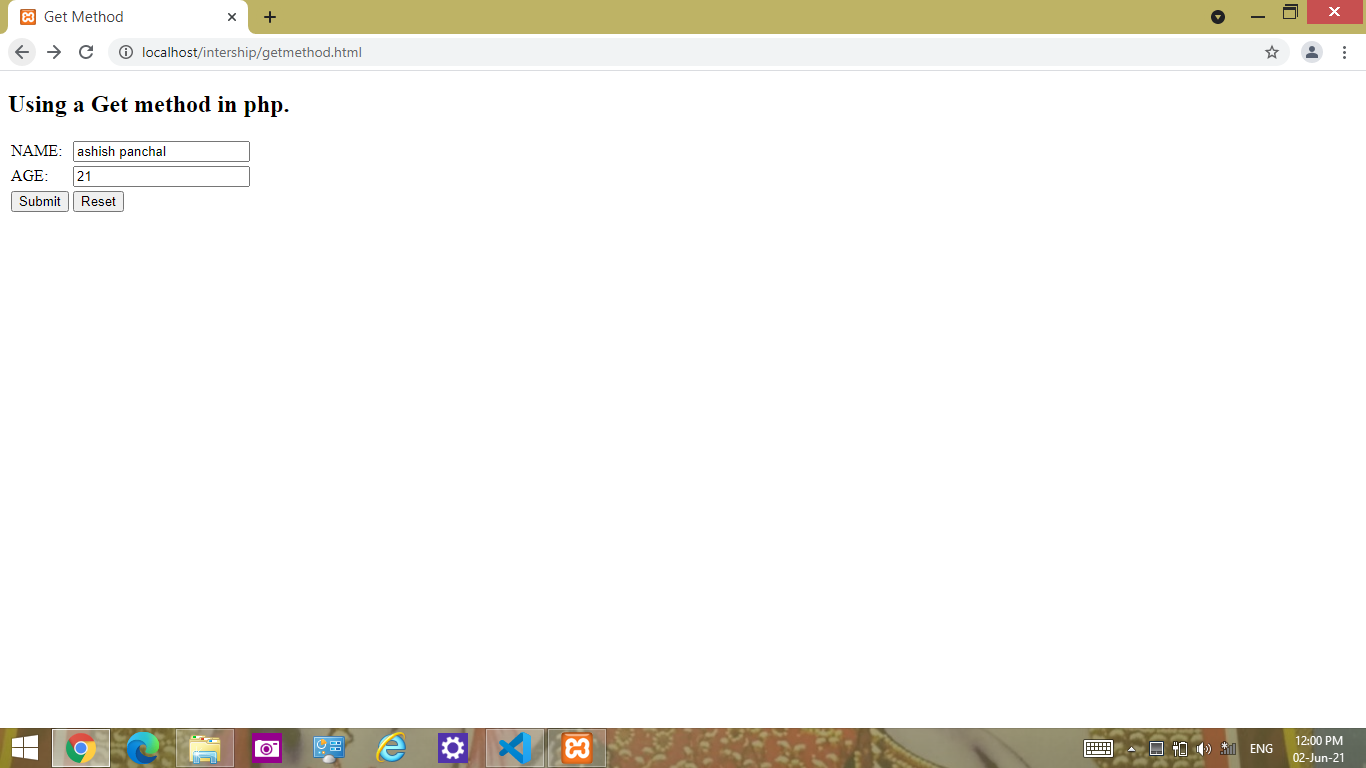 Get Method
localhost/intership/getmethod.html
Using a Get method in php.
NAME: ashish panchal
AGE: 21
Submit Reset
ENG
12:00 PM
02-Jun-21